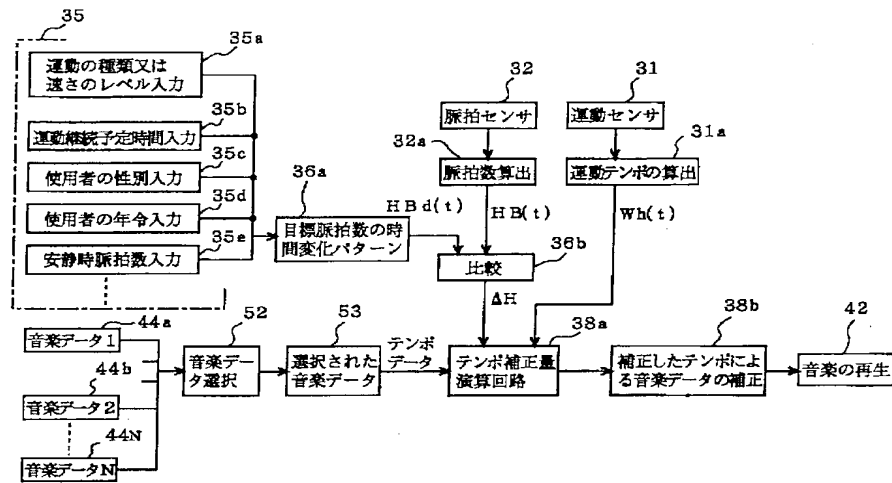 35
35a
運動の種類又は
速さのレベル入力
35b
運動継続予定時間入力
35c
使用者の性別入力
35d
使用者の年令入力
35e
安静時脈拍数入力
36a
目標脈拍数の時
間変化パターン
HBd(t)
32
脈拍センサ
32a
脈拍数算出
HB(t)
31
運動センサ
31a
運動テンポの算出
Wh(t)
比較
36b
ΔH
44a
音楽データ1
44b
音楽データ2
44N
音楽データN
52
音楽デー
タ選択
53
選択された
音楽データ
テンポ
データ
38a
テンポ補正量
演算回路
38b
補正したテンポによ
る音楽データの補正
42
音楽の再生